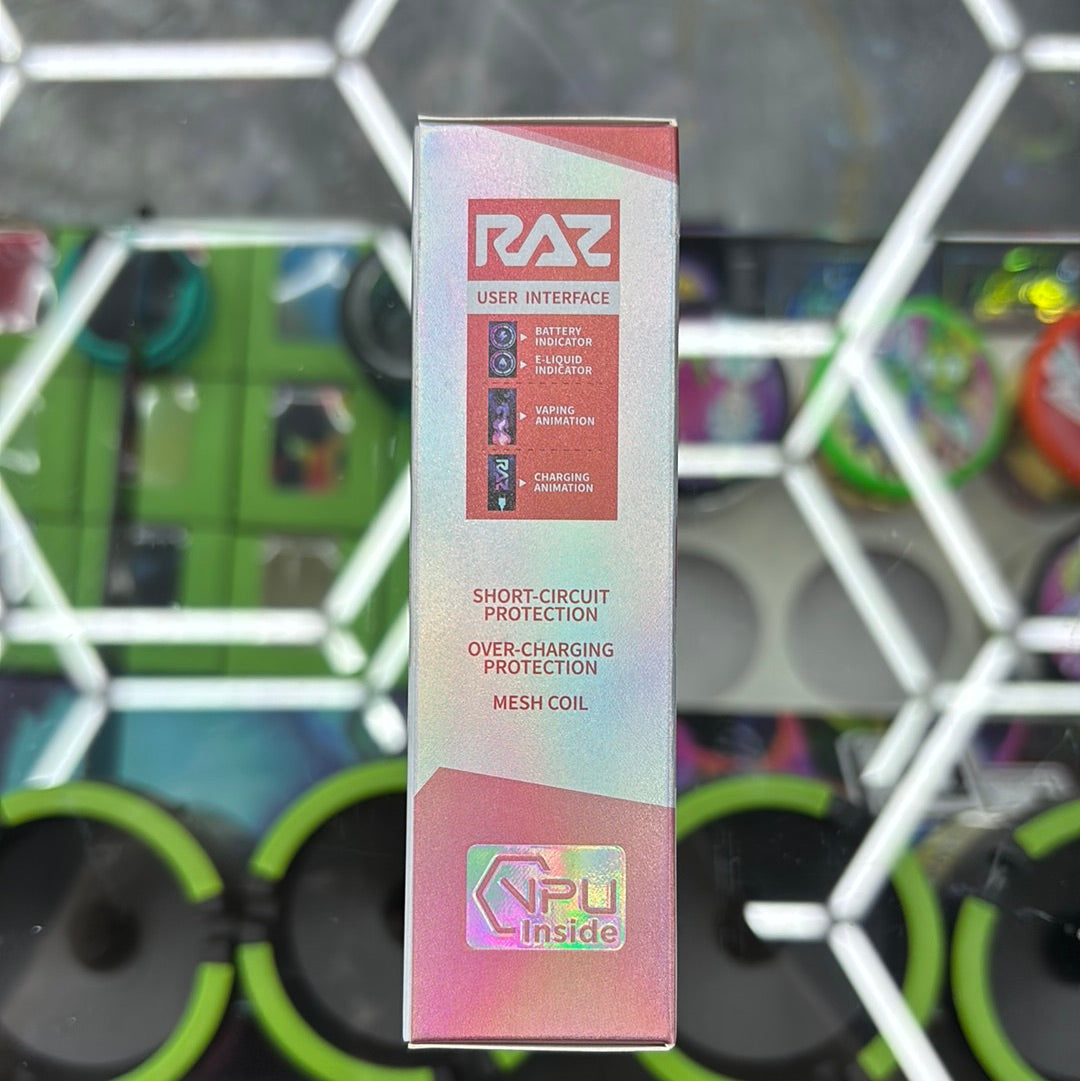 RAZ
USER INTERFACE
BATTERY
INDICATOR
E-LIQUID
INDICATOR
VAPING
ANIMATION
RAZ
CHARGING
ANIMATION
SHORT-CIRCUIT
PROTECTION
OVER-CHARGING
PROTECTION
MESH COIL
VPU
Inside